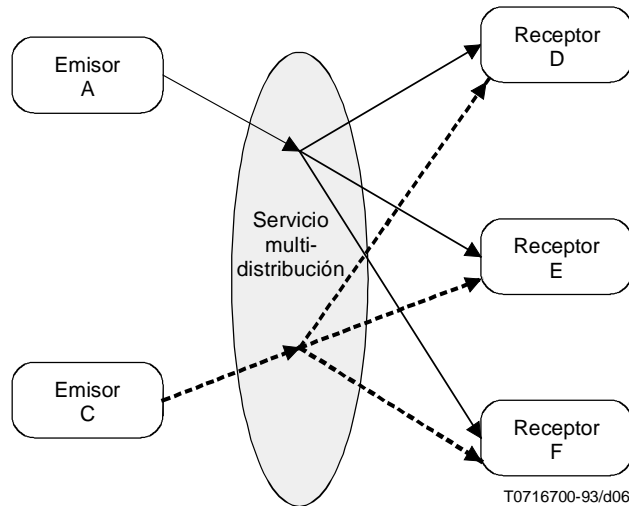 Emisor
A
Receptor
D
Servicio
multi-
distribución
Receptor
E
Emisor
C
Receptor
F
T0716700-93/d06